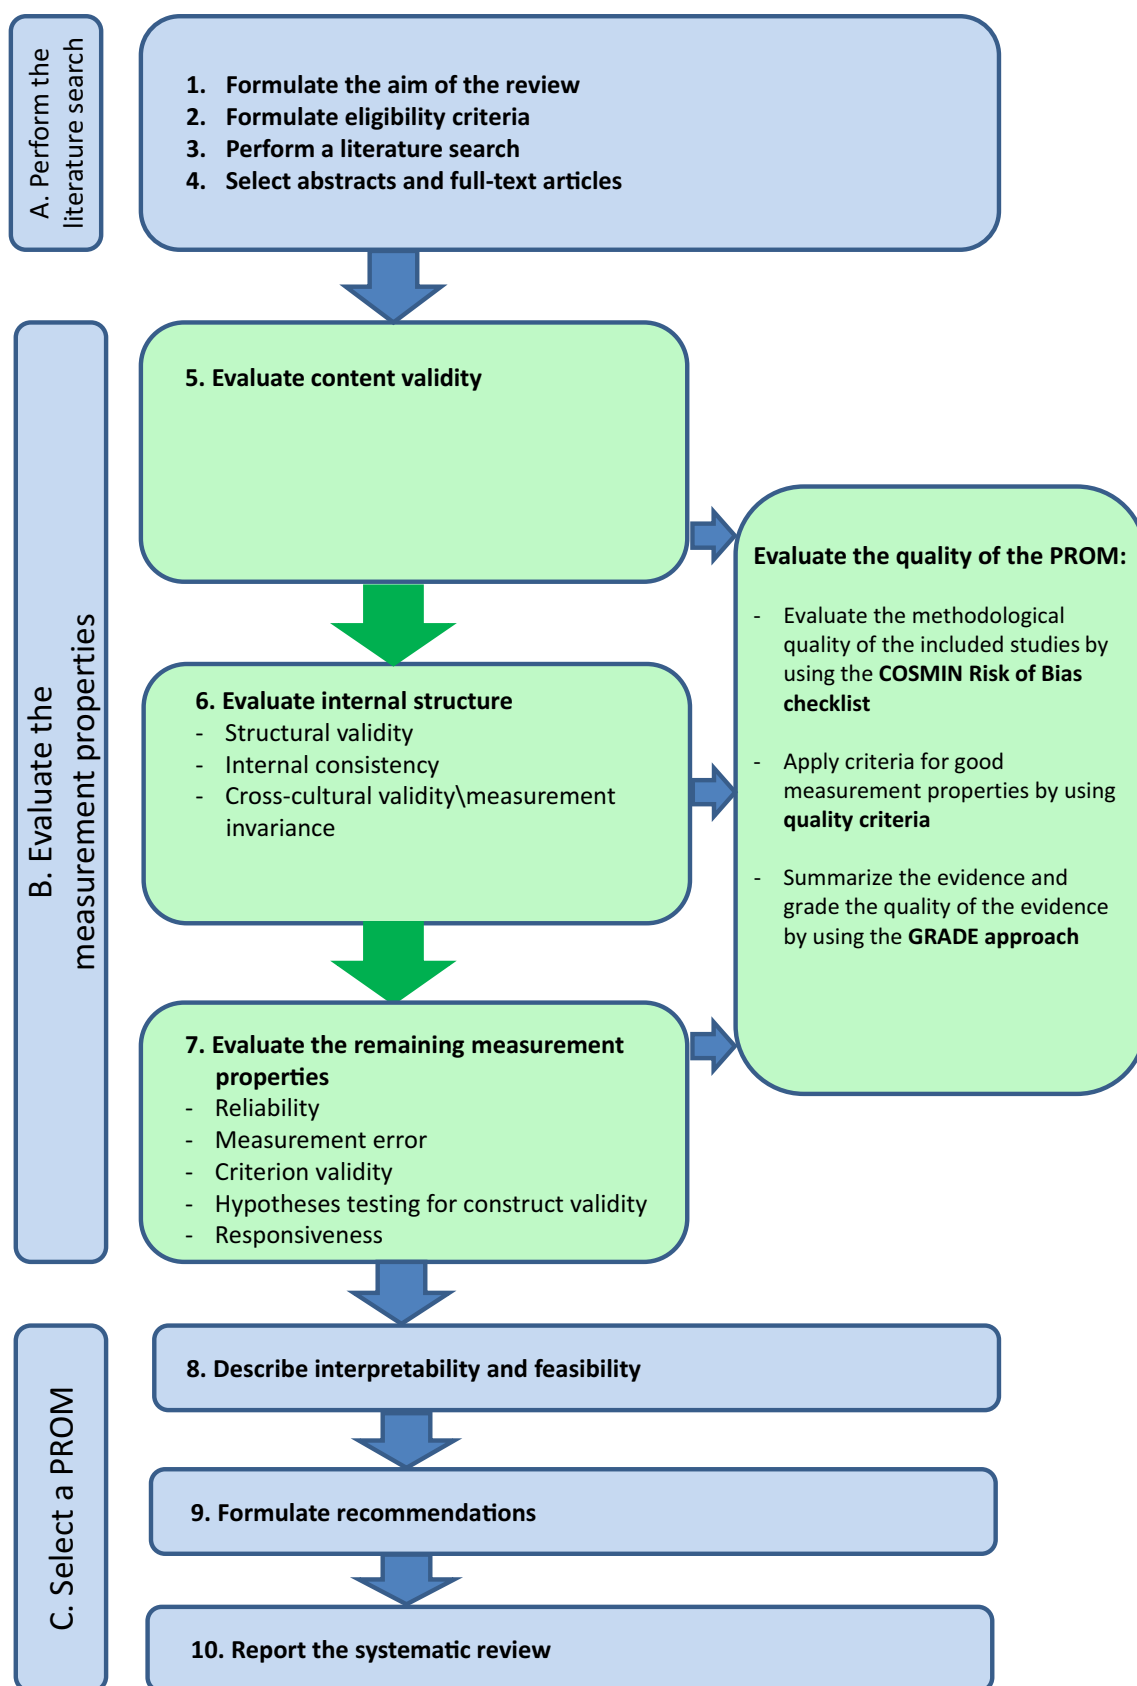 A. Perform the
literature search
1. Formulate the aim of the review
2. Formulate eligibility criteria
3. Perform a literature search
4. Select abstracts and full-text articles
B. Evaluate the
measurement properties
5. Evaluate content validity
6. Evaluate internal structure
- Structural validity
- Internal consistency
- Cross-cultural validity\measurement
invariance
7. Evaluate the remaining measurement
properties
- Reliability
- Measurement error
- Criterion validity
- Hypotheses testing for construct validity
- Responsiveness
Evaluate the quality of the PROM:
- Evaluate the methodological
quality of the included studies by
using the COSMIN Risk of Bias
checklist
- Apply criteria for good
measurement properties by using
quality criteria
- Summarize the evidence and
grade the quality of the evidence
by using the GRADE approach
C. Select a PROM
8. Describe interpretability and feasibility
9. Formulate recommendations
10. Report the systematic review